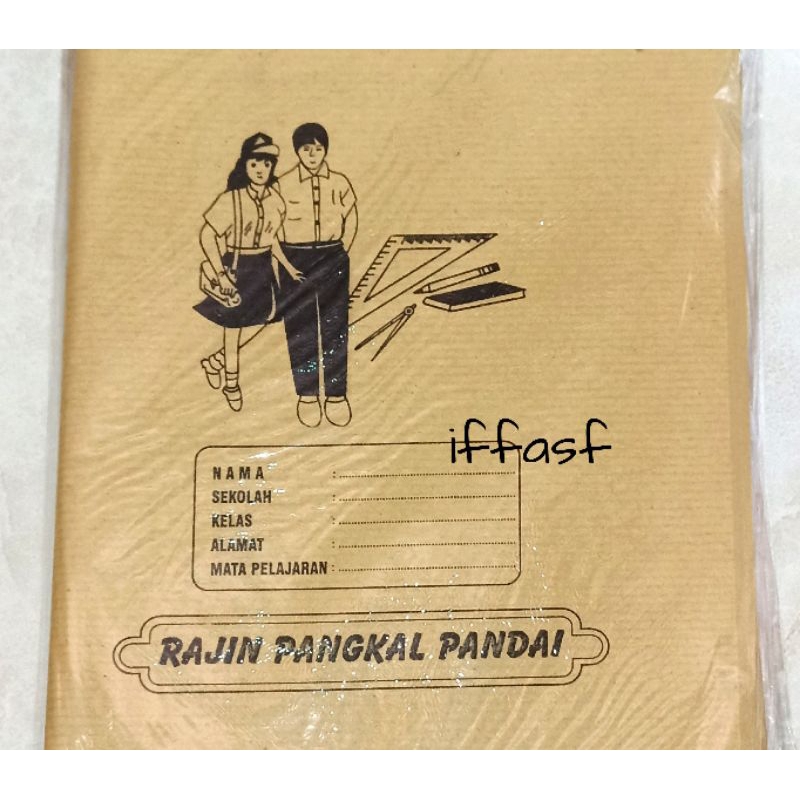 iffasf
NAMA :
SEKOLAH :
KELAS :
ALAMAT :
MATA PELAJARAN :
RAJIN PANGKAL PANDAI